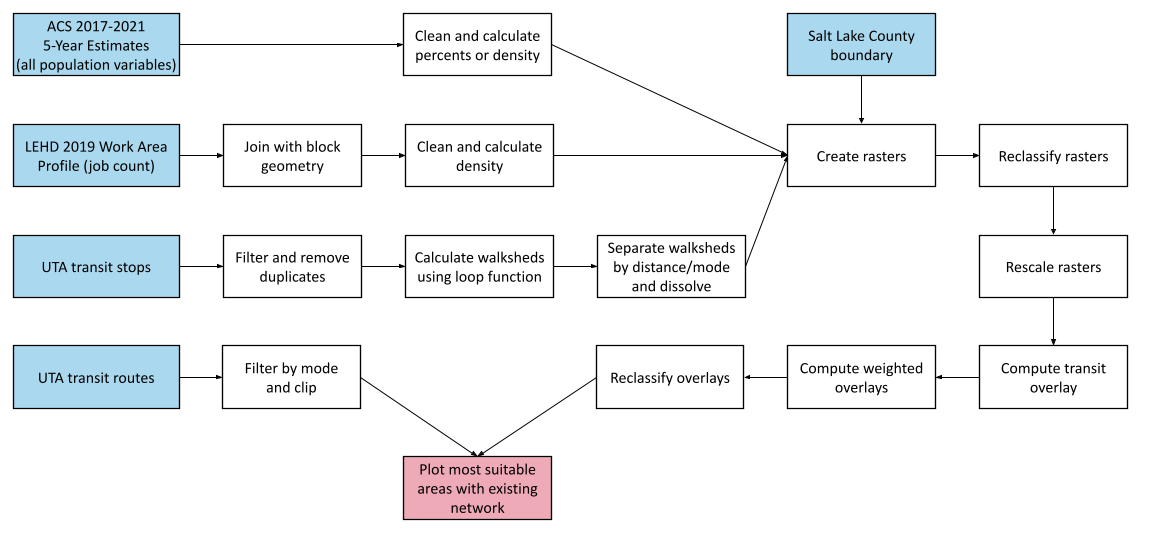 ACS 2017-2021
5-Year Estimates
(all population variables)
Clean and calculate
percents or density
Salt Lake County
boundary
LEHD 2019 Work Area
Profile (job count)
Join with block
geometry
Clean and calculate
density
Create rasters
Reclassify rasters
UTA transit stops
Filter and remove
duplicates
Calculate walksheds
using loop function
Separate walksheds
by distance/mode
and dissolve
Rescale rasters
UTA transit routes
Filter by mode
and clip
Reclassify overlays
Compute weighted
overlays
Compute transit
overlay
Plot most suitable
areas with existing
network